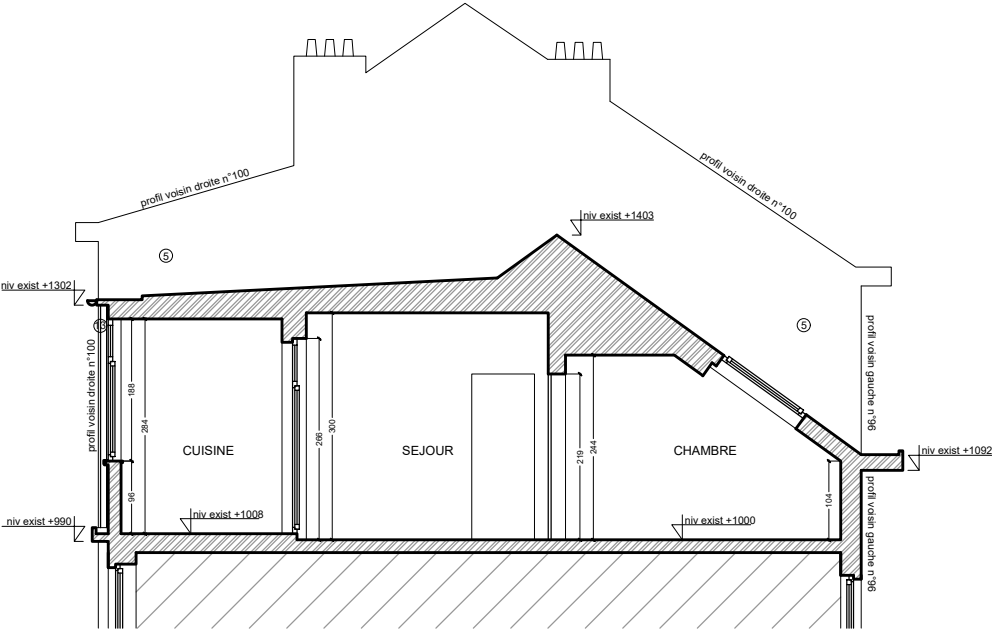 profil voisin droite n°100
profil voisin droite n°100
niv exist +1403
5
niv exist +1302
13
5
profil voisin droite n°100
profil voisin gauche n°96
188
284
266
300
219
244
CUISINE
SEJOUR
CHAMBRE
niv exist +1092
96
104
niv exist +990
niv exist +1008
niv exist +1000
profil voisin gauche n°96